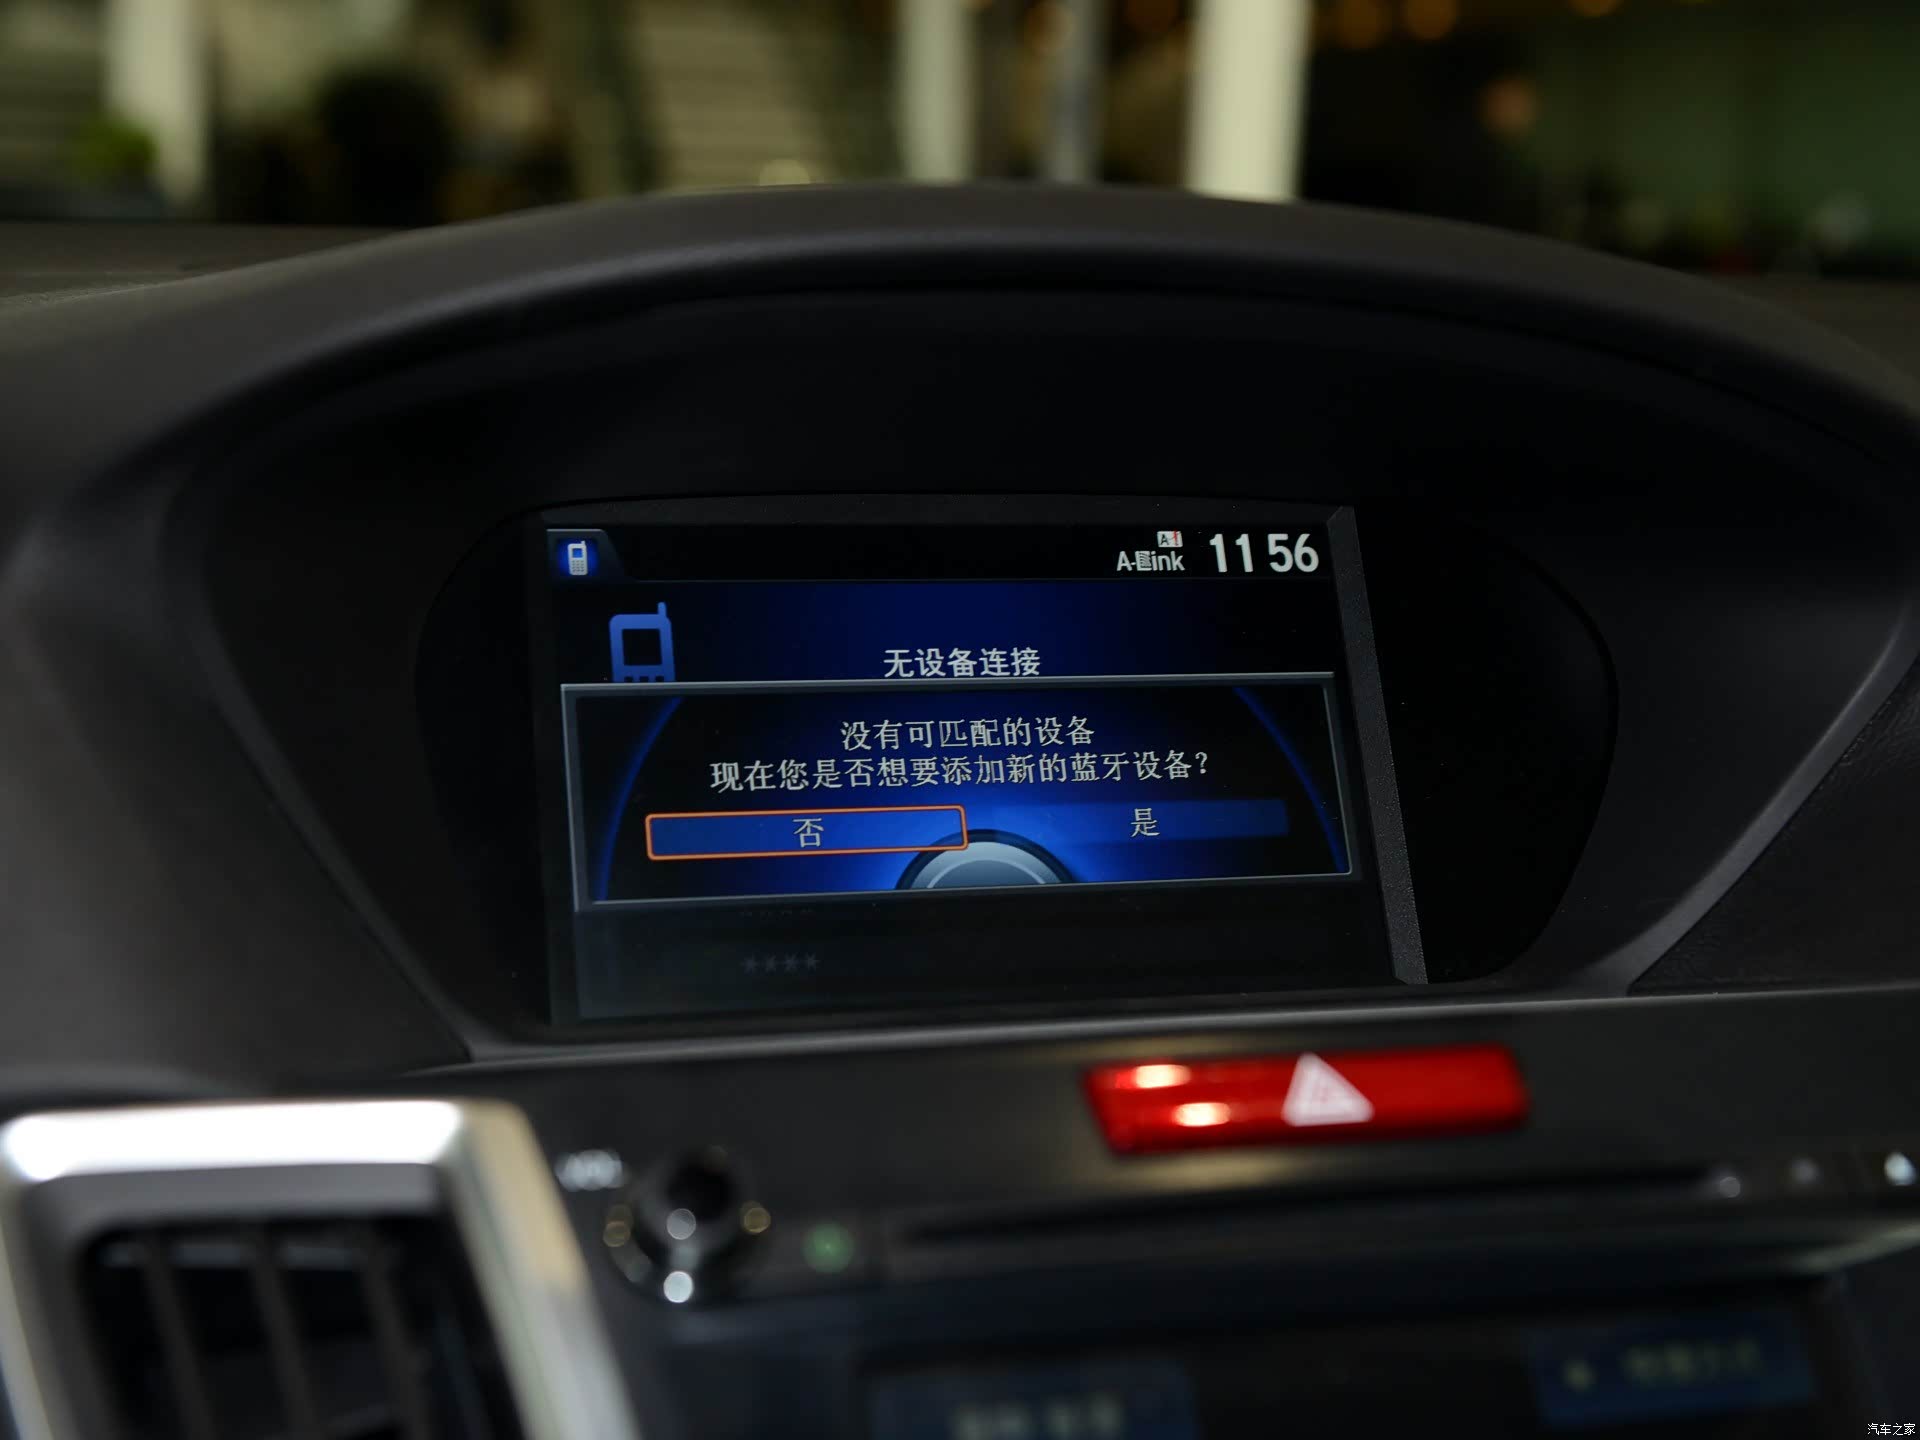 A-Link
11 56
无设备连接
没有可匹配的设备
现在您是否想要添加新的蓝牙设备?
否
是
****
汽车之家